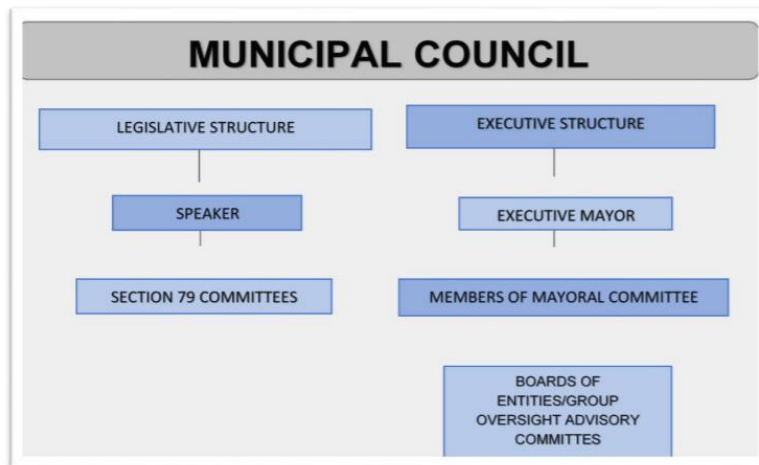 MUNICIPAL COUNCIL
LEGISLATIVE STRUCTURE
EXECUTIVE STRUCTURE
SPEAKER
EXECUTIVE MAYOR
SECTION 79 COMMITTEES
MEMBERS OF MAYORAL COMMITTEE
BOARDS OF
ENTITIES/GROUP
OVERSIGHT ADVISORY
COMMITTES